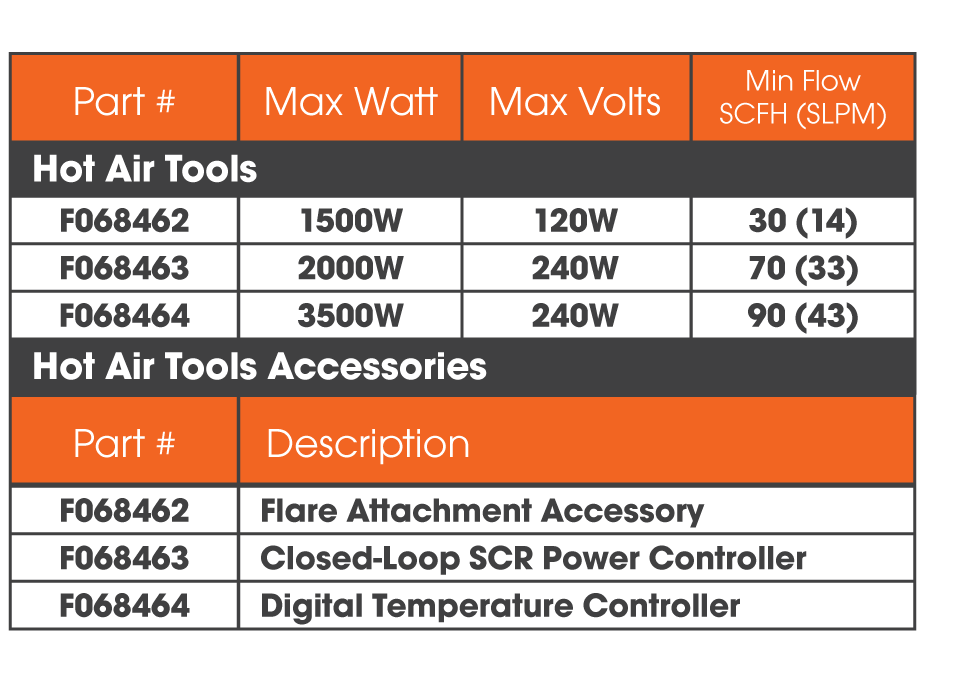 Part # Max Watt Max Volts Min Flow SCFH (SLPM)
Hot Air Tools
F068462 1500W 120W 30 (14)
F068463 2000W 240W 70 (33)
F068464 3500W 240W 90 (43)
Hot Air Tools Accessories
Part # Description
F068462 Flare Attachment Accessory
F068463 Closed-Loop SCR Power Controller
F068464 Digital Temperature Controller